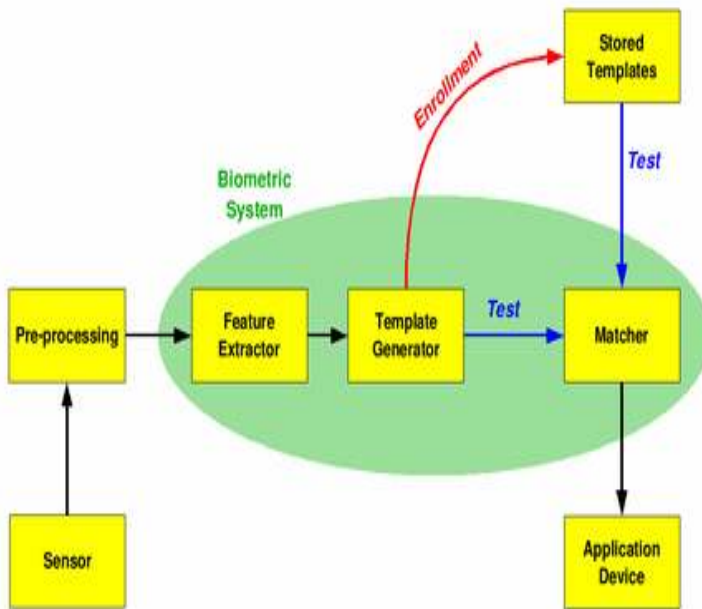 Stored
Templates
Enrollment
Test
Biometric
System
Pre-processing
Feature
Extractor
Template
Generator
Test
Matcher
Sensor
Application
Device